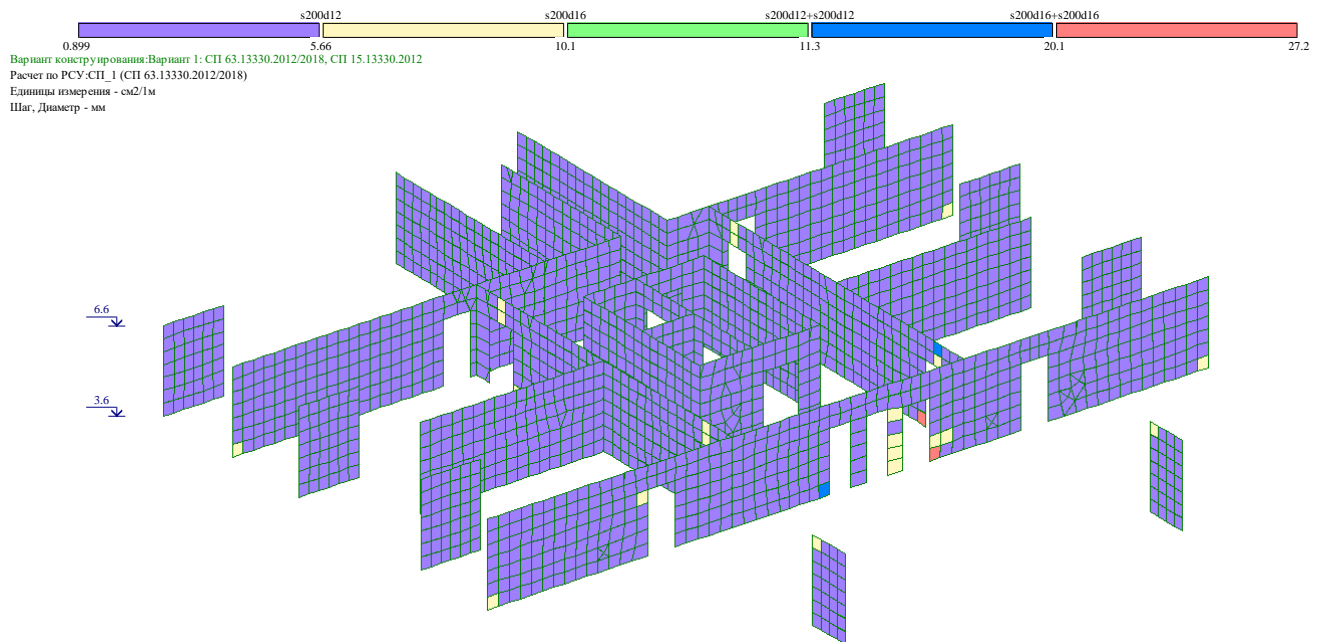 s200d12 s200d16 s200d12+s200d12 s200d16+s200d16
0.899 5.66 10.1 11.3 20.1 27.2
Вариант конструирования:Вариант 1: СП 63.13330.2012/2018, СП 15.13330.2012
Расчет по РСУ:СП_1 (СП 63.13330.2012/2018)
Единицы измерения - см2/1м
Шаг, Диаметр - мм
6.6
3.6